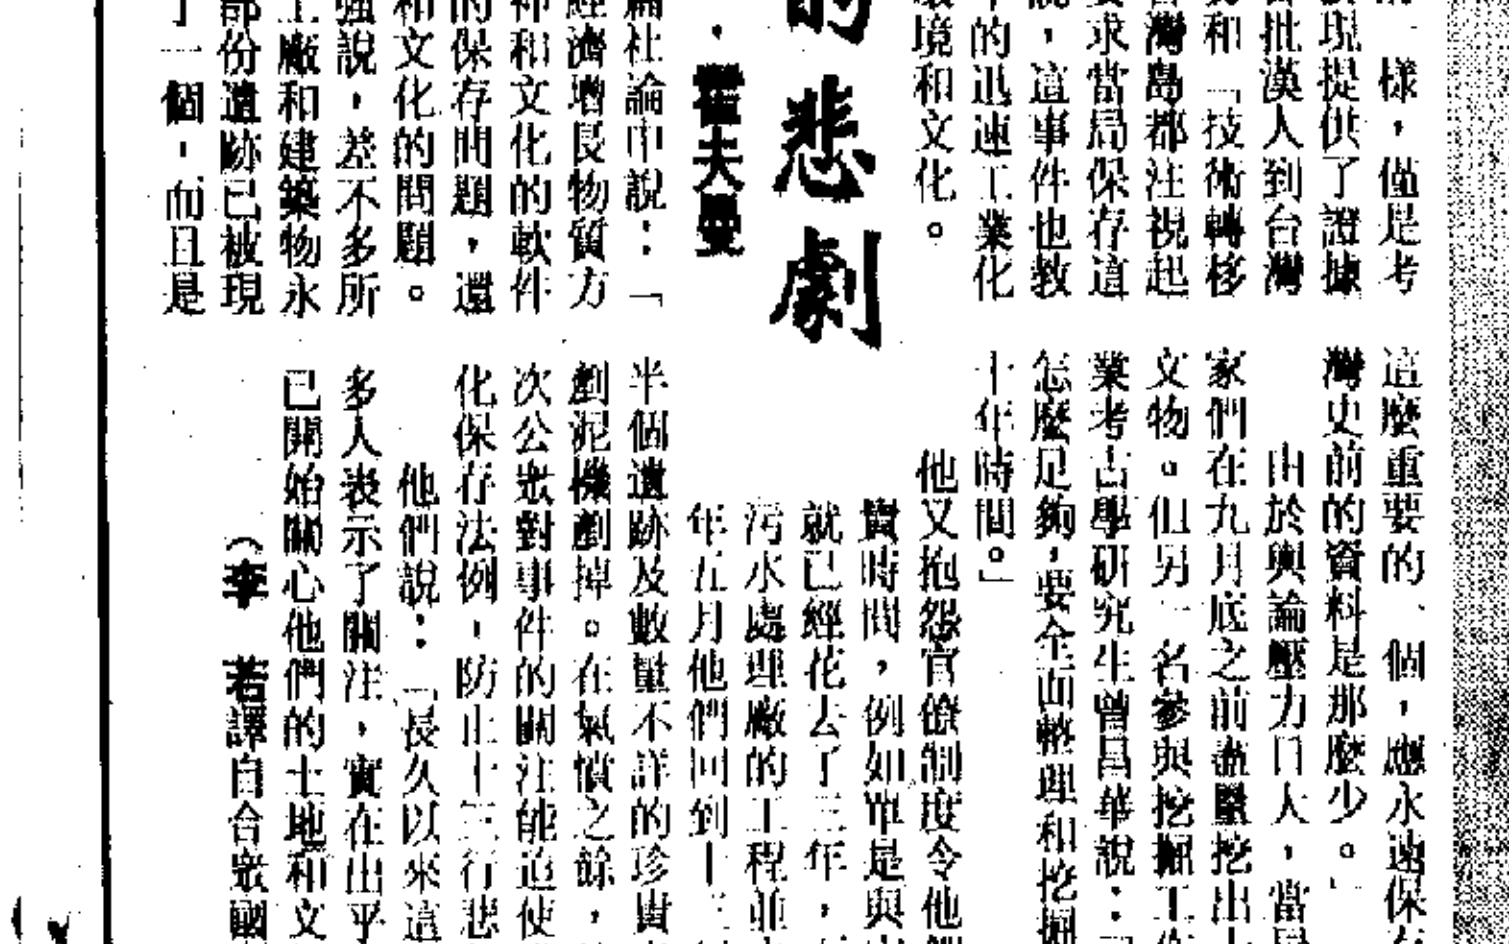 一樣，僅是考
現提供了證據
批漢人到台灣
和「技術轉移
灣島都注視起
求當局保存這
，這事件也教
的迅速工業化
境和文化。
的悲劇
．霍夫曼
社論中說：「
經濟增長物質方
神和文化的軟件
的保存問題，還
和文化的問題。
強說，差不多所
工廠和建築物永
部份遺跡已被現
了一個，而且是
這麼重要的一個，應永遠保存
灣史前的資料是那麼少。」
由於輿論壓力日大，當局
家們在九月底之前盡量挖出
文物。但另一名參與挖掘工作
業考古學研究生曾昌華說：「
怎麼足夠，要全面整理和挖掘
十年時間。」
他又抱怨官僚制度令他
實時間，例如單是與
就已經花去了三年，
污水處理廠的工程並
年五月他們回到十三
半個遺跡及數量不詳的珍貴
剷泥機剷掉。在氣憤之餘，
次公眾對事件的關注能迫使
化保存法例，防止十三行悲
他們說：「長久以來這
多人表示了關注，實在出乎
已開始關心他們的土地和文
（李　若譯自合眾國